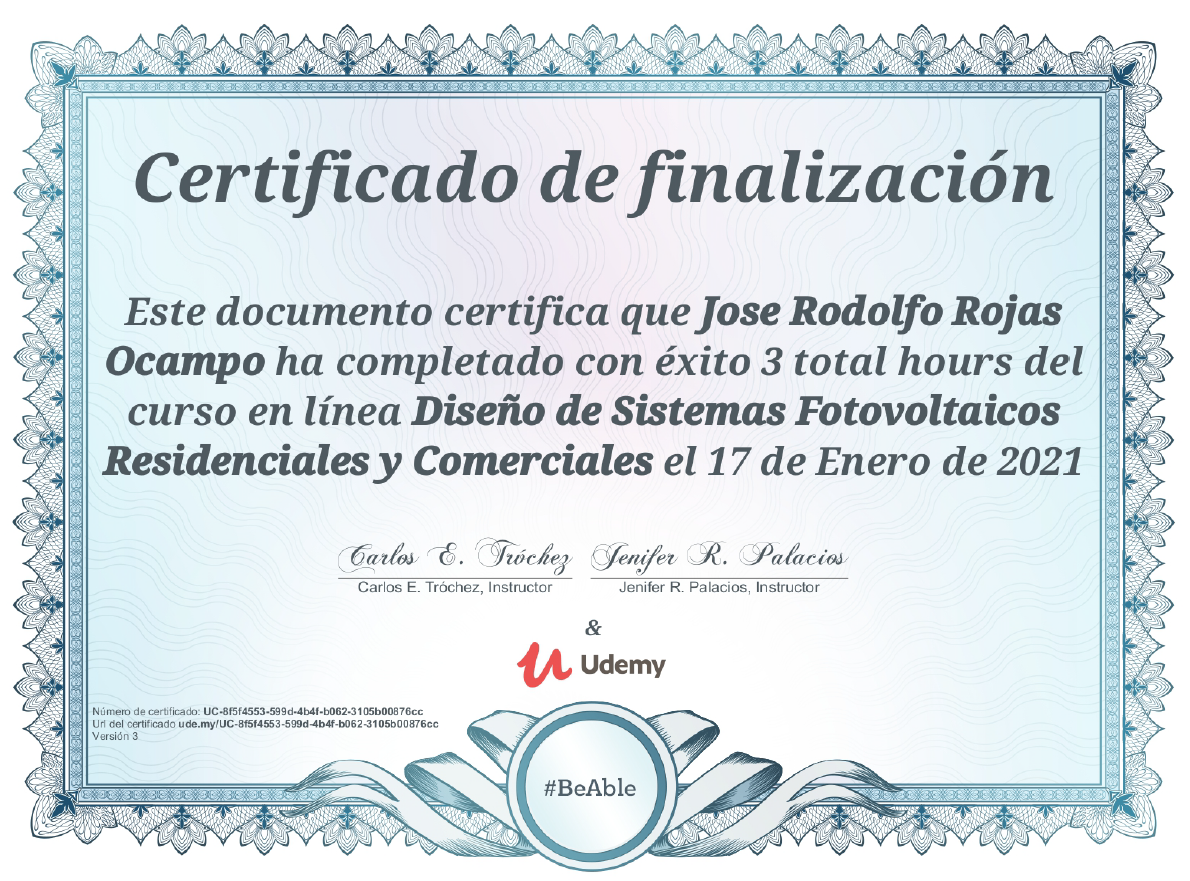 Certificado de finalización
Este documento certifica que Jose Rodolfo Rojas
Ocampo ha completado con éxito 3 total hours del
curso en línea Diseño de Sistemas Fotovoltaicos
Residenciales y Comerciales el 17 de Enero de 2021
Carlos E. Tróchez Jenifer R. Palacios
Carlos E. Tróchez, Instructor Jenifer R. Palacios, Instructor
&
Udemy
Número de certificado: UC-8f5f4553-599d-4b4f-b062-3105b00876cc
Url del certificado ude.my/UC-8f5f4553-599d-4b4f-b062-3105b00876cc
Versión 3
#BeAble